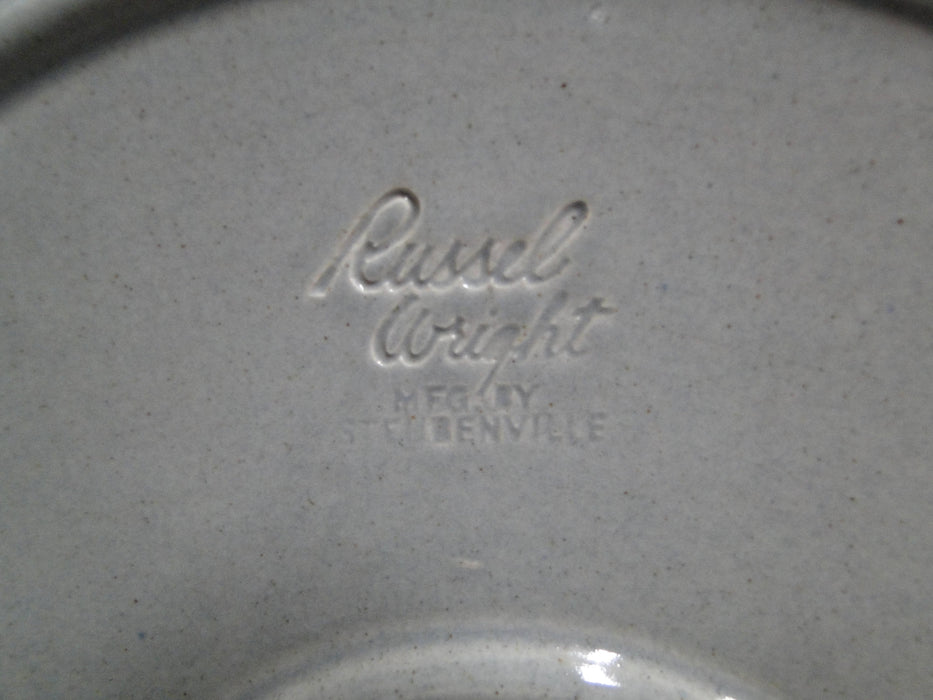 Russel
Wright
MFG. BY
STEUBENVILLE